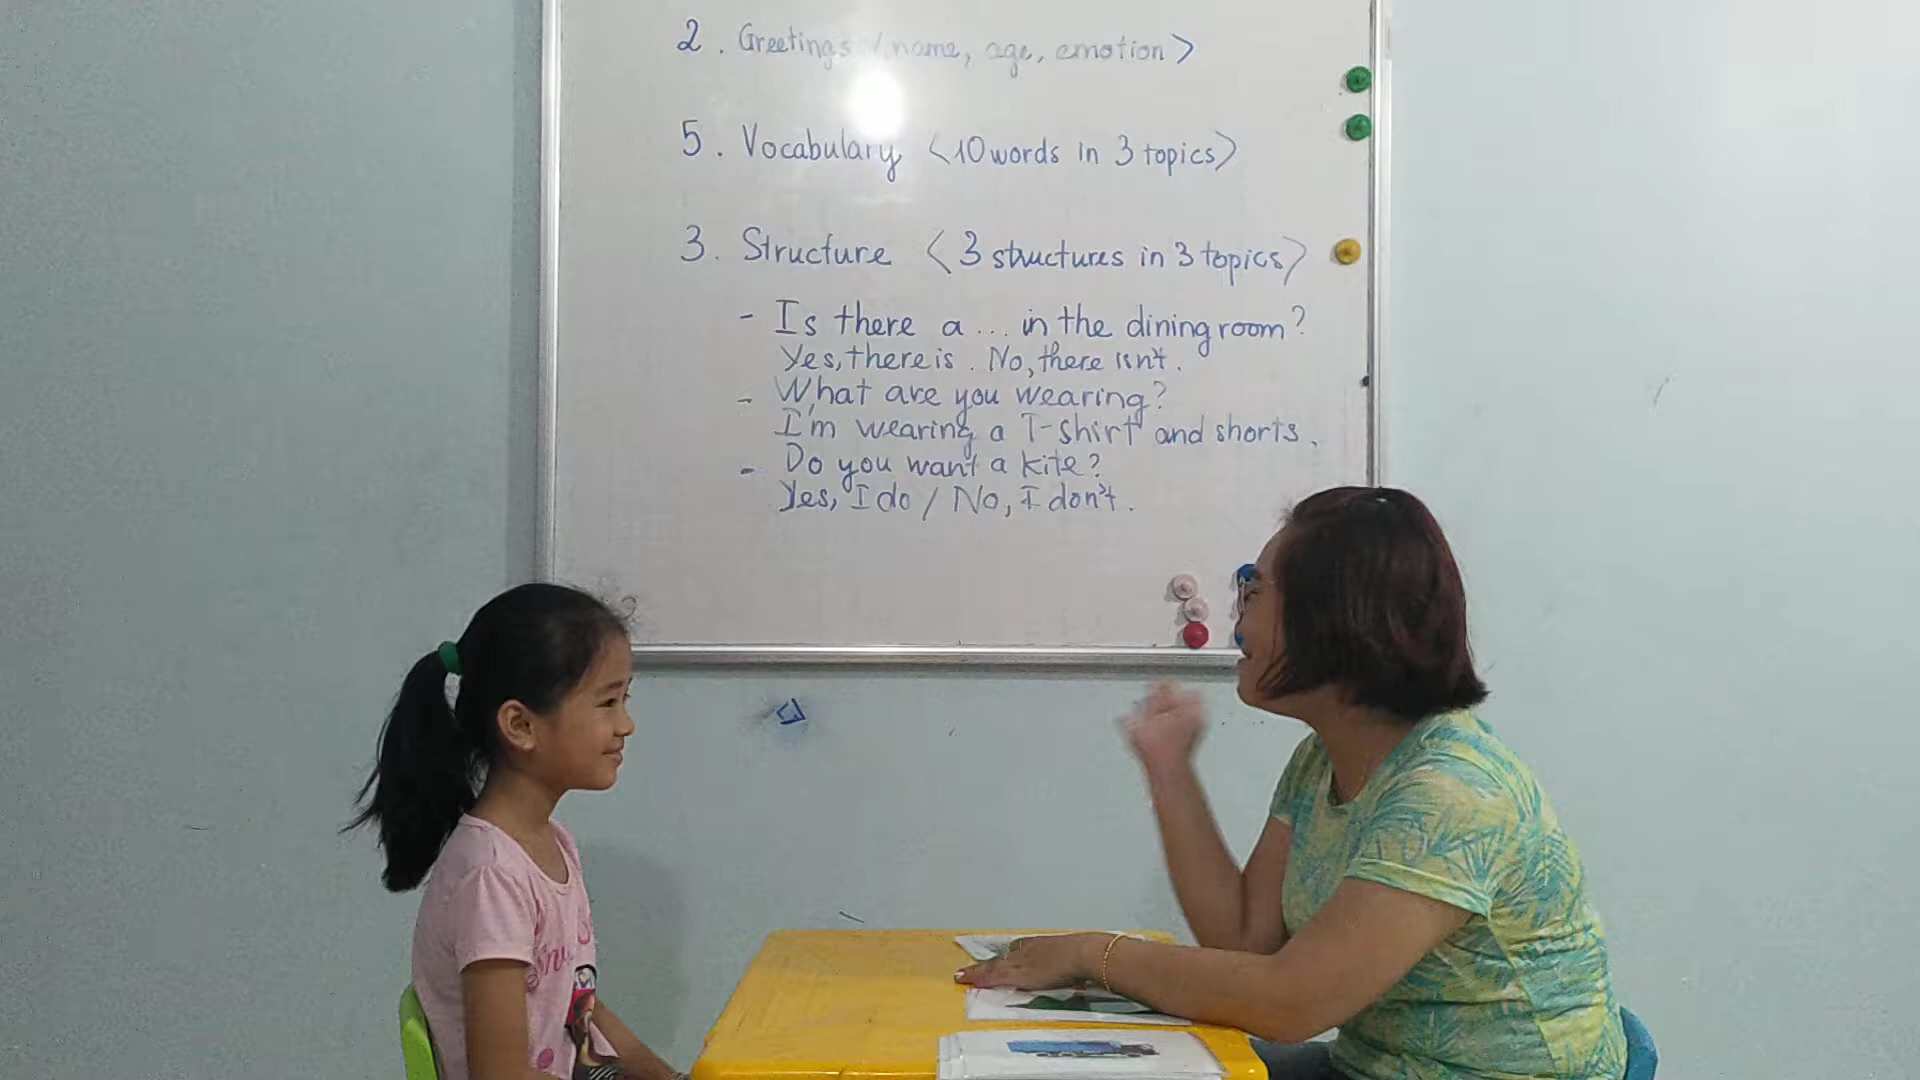 2. Greetings / name, age, emotion >
5. Vocabulary < 10 words in 3 topics >
3. Structure < 3 structures in 3 topics >
- Is there a ... in the dining room?
Yes, there is. No, there isn't.
- What are you wearing?
I'm wearing a T-shirt and shorts.
- Do you want a kite?
Yes, I do / No, I don't.